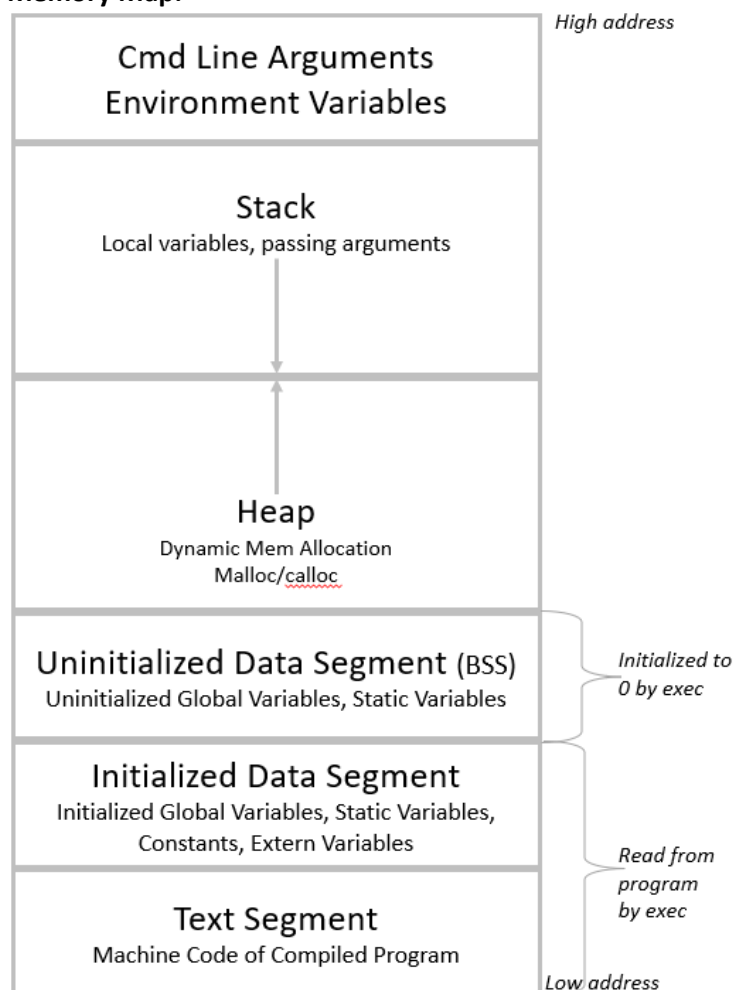 High address
Cmd Line Arguments
Environment Variables
Stack
Local variables, passing arguments
Heap
Dynamic Mem Allocation
Malloc/calloc
Uninitialized Data Segment (BSS)
Uninitialized Global Variables, Static Variables
Initialized to
0 by exec
Initialized Data Segment
Initialized Global Variables, Static Variables,
Constants, Extern Variables
Read from
program
by exec
Text Segment
Machine Code of Compiled Program
Low address